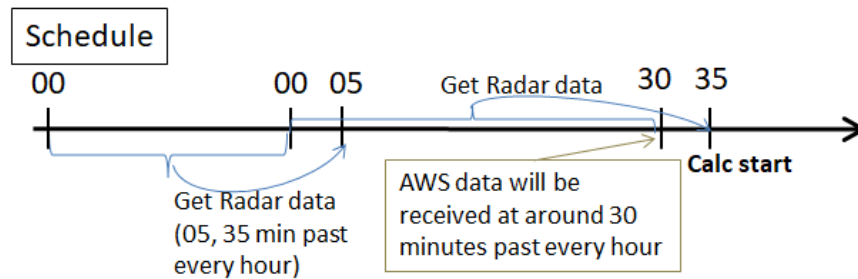 Schedule
00 00 05 Get Radar data 30 35
Calc start
Get Radar data
(05, 35 min past
every hour)
AWS data will be
received at around 30
minutes past every hour